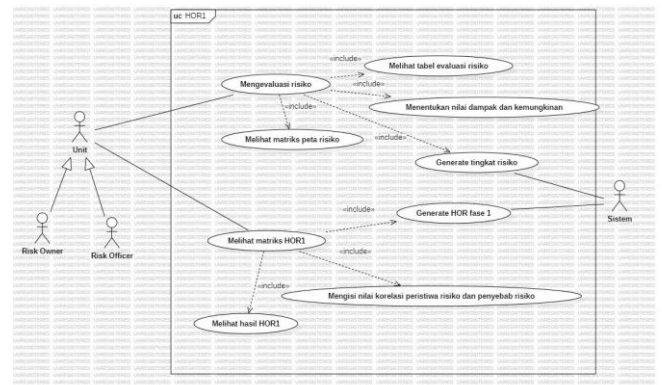 uc HOR1
«include»
Melihat tabel evaluasi risiko
Mengevaluasi risiko
«include»
«include»
Menentukan nilai dampak dan kemungkinan
Unit
Melihat matriks peta risiko
«include»
Generate tingkat risiko
Sistem
«include»
Generate HOR fase 1
Risk Owner
Risk Officer
Melihat matriks HOR1
«include»
«include»
Mengisi nilai korelasi peristiwa risiko dan penyebab risiko
Melihat hasil HOR1